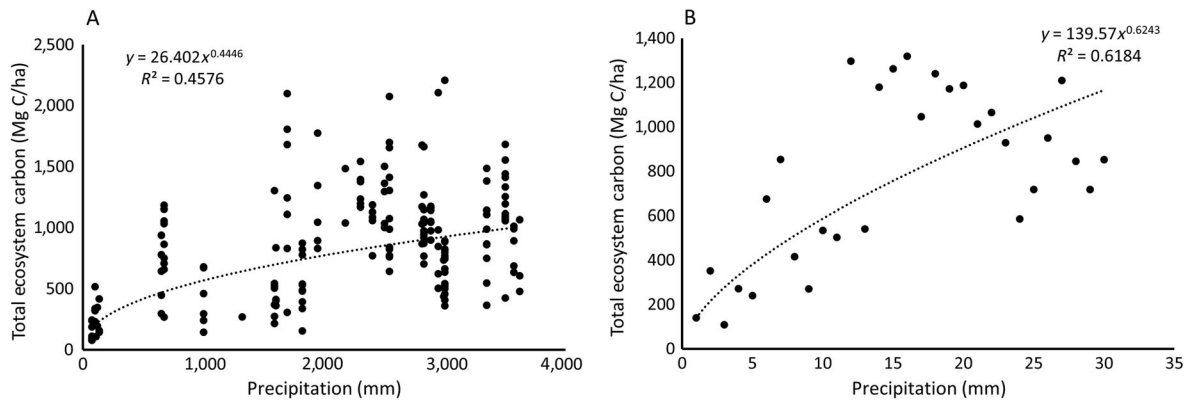 A
y = 26.402x^0.4446
R² = 0.4576
Total ecosystem carbon (Mg C/ha)
2,500
2,000
1,500
1,000
500
0
0 1,000 2,000 3,000 4,000
Precipitation (mm)
B
y = 139.57x^0.6243
R² = 0.6184
Total ecosystem carbon (Mg C/ha)
1,400
1,200
1,000
800
600
400
200
0
0 5 10 15 20 25 30 35
Precipitation (mm)